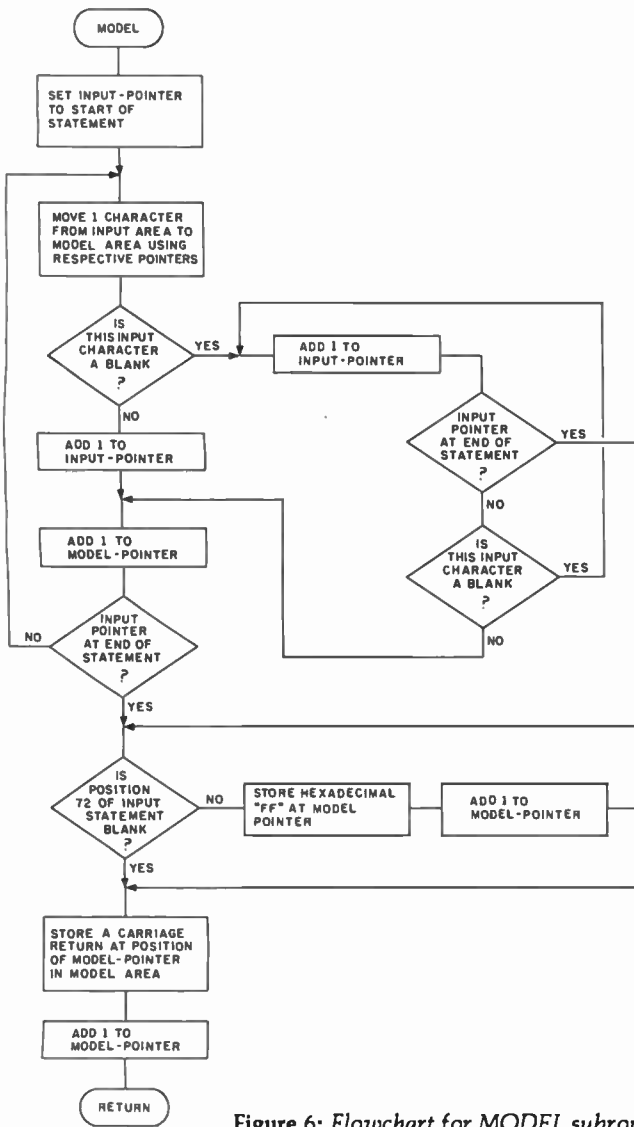 MODEL
SET INPUT-POINTER
TO START OF
STATEMENT
MOVE 1 CHARACTER
FROM INPUT AREA TO
MODEL AREA USING
RESPECTIVE POINTERS
IS
THIS INPUT
CHARACTER
A BLANK
?
YES
NO
ADD 1 TO
INPUT-POINTER
INPUT
POINTER
AT END OF
STATEMENT
?
YES
NO
IS
THIS INPUT
CHARACTER
A BLANK
?
YES
NO
ADD 1 TO
INPUT-POINTER
ADD 1 TO
MODEL-POINTER
INPUT
POINTER
AT END OF
STATEMENT
?
NO
YES
IS
POSITION
72 OF INPUT
STATEMENT
BLANK
?
NO
YES
STORE HEXADECIMAL
"FF" AT MODEL
POINTER
ADD 1 TO
MODEL-POINTER
STORE A CARRIAGE
RETURN AT POSITION
OF MODEL-POINTER
IN MODEL AREA
ADD 1 TO
MODEL-POINTER
RETURN
Figure 6: Flowchart for MODEL